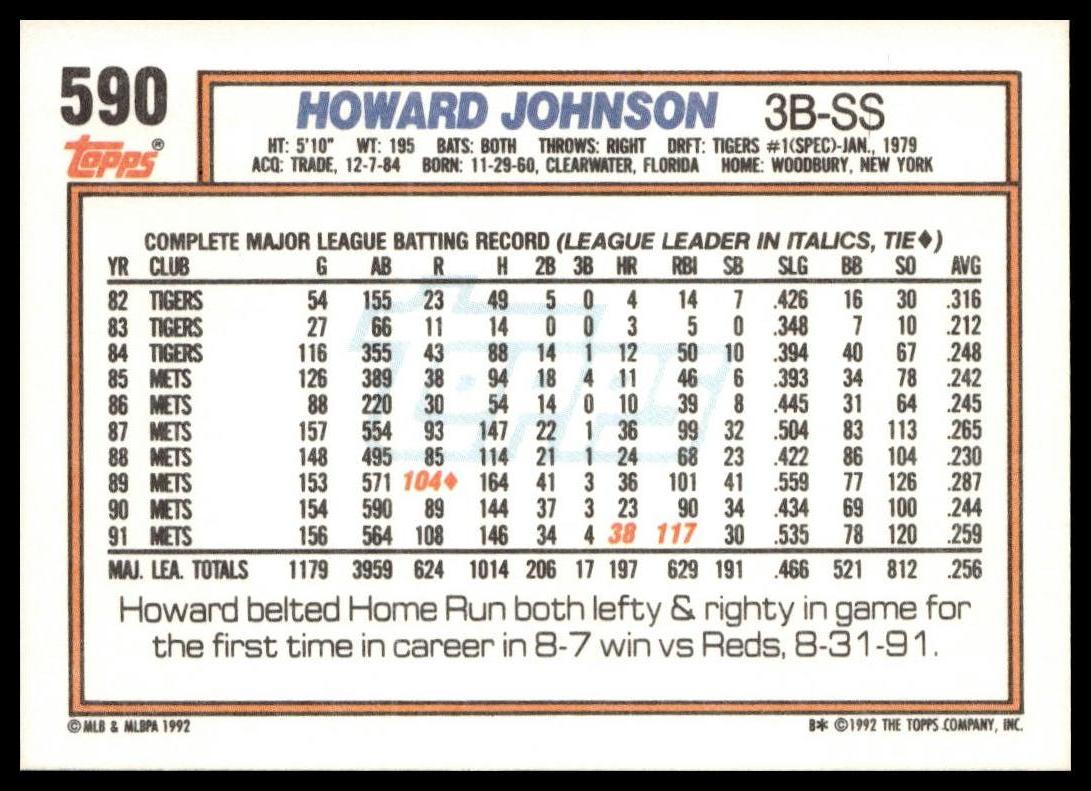 590
Topps®
HOWARD JOHNSON 3B-SS
HT: 5'10" WT: 195 BATS: BOTH THROWS: RIGHT DRFT: TIGERS #1(SPEC)-JAN., 1979
ACQ: TRADE, 12-7-84 BORN: 11-29-60, CLEARWATER, FLORIDA HOME: WOODBURY, NEW YORK
COMPLETE MAJOR LEAGUE BATTING RECORD (LEAGUE LEADER IN ITALICS, TIE♦)
YR CLUB G AB R H 2B 3B HR RBI SB SLG BB SO AVG
82 TIGERS 54 155 23 49 5 0 4 14 7 .426 16 30 .316
83 TIGERS 27 66 11 14 0 0 3 5 0 .348 7 10 .212
84 TIGERS 116 355 43 88 14 1 12 50 10 .394 40 67 .248
85 METS 126 389 38 94 18 4 11 46 6 .393 34 78 .242
86 METS 88 220 30 54 14 0 10 39 8 .445 31 64 .245
87 METS 157 554 93 147 22 1 36 99 32 .504 83 113 .265
88 METS 148 495 85 114 21 1 24 68 23 .422 86 104 .230
89 METS 153 571 104♦ 164 41 3 36 101 41 .559 77 126 .287
90 METS 154 590 89 144 37 3 23 90 34 .434 69 100 .244
91 METS 156 564 108 146 34 4 38 117 30 .535 78 120 .259
MAJ. LEA. TOTALS 1179 3959 624 1014 206 17 197 629 191 .466 521 812 .256
Howard belted Home Run both lefty & righty in game for
the first time in career in 8-7 win vs Reds, 8-31-91.
©MLB & MLBPA 1992 B* ©1992 THE TOPPS COMPANY, INC.
Topps